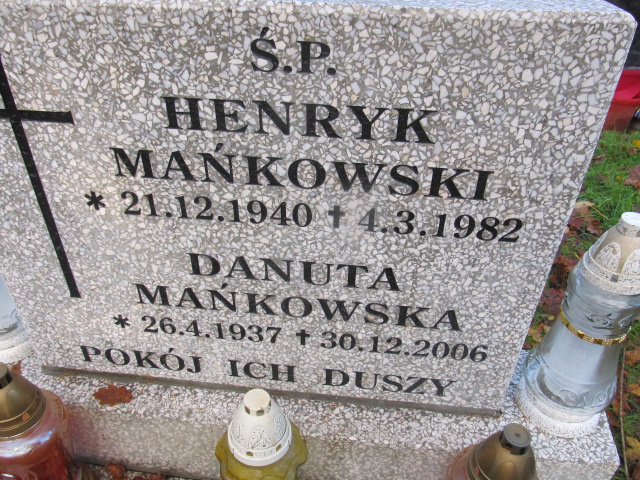 Ś.P.
HENRYK
MAŃKOWSKI
* 21.12.1940 ✝ 4.3.1982
DANUTA
MAŃKOWSKA
* 26.4.1937 ✝ 30.12.2006
POKÓJ ICH DUSZY